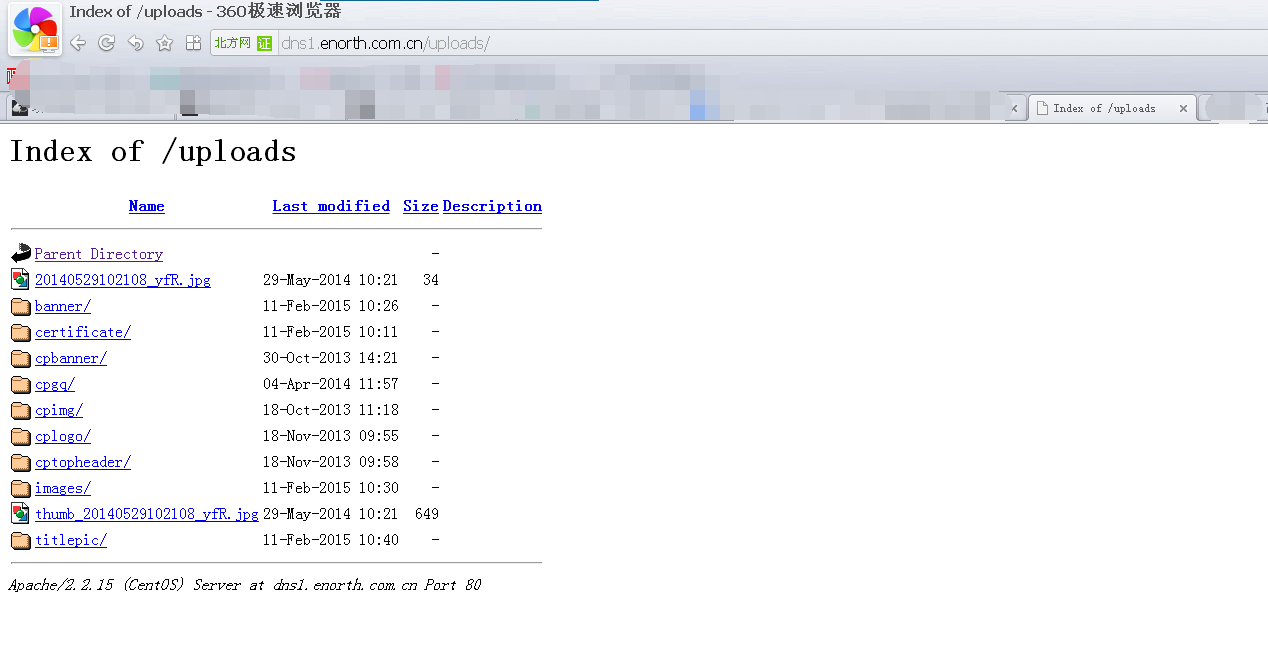 Index of /uploads - 360极速浏览器
北方网 证 dns1.enorth.com.cn/uploads/
Index of /uploads
Index of /uploads
Name Last modified Size Description
Parent Directory -
20140529102108_yfR.jpg 29-May-2014 10:21 34
banner/ 11-Feb-2015 10:26 -
certificate/ 11-Feb-2015 10:11 -
cpbanner/ 30-Oct-2013 14:21 -
cpgq/ 04-Apr-2014 11:57 -
cpimg/ 18-Oct-2013 11:18 -
cplogo/ 18-Nov-2013 09:55 -
cptopheader/ 18-Nov-2013 09:58 -
images/ 11-Feb-2015 10:30 -
thumb_20140529102108_yfR.jpg 29-May-2014 10:21 649
titlepic/ 11-Feb-2015 10:40 -
Apache/2.2.15 (CentOS) Server at dns1.enorth.com.cn Port 80